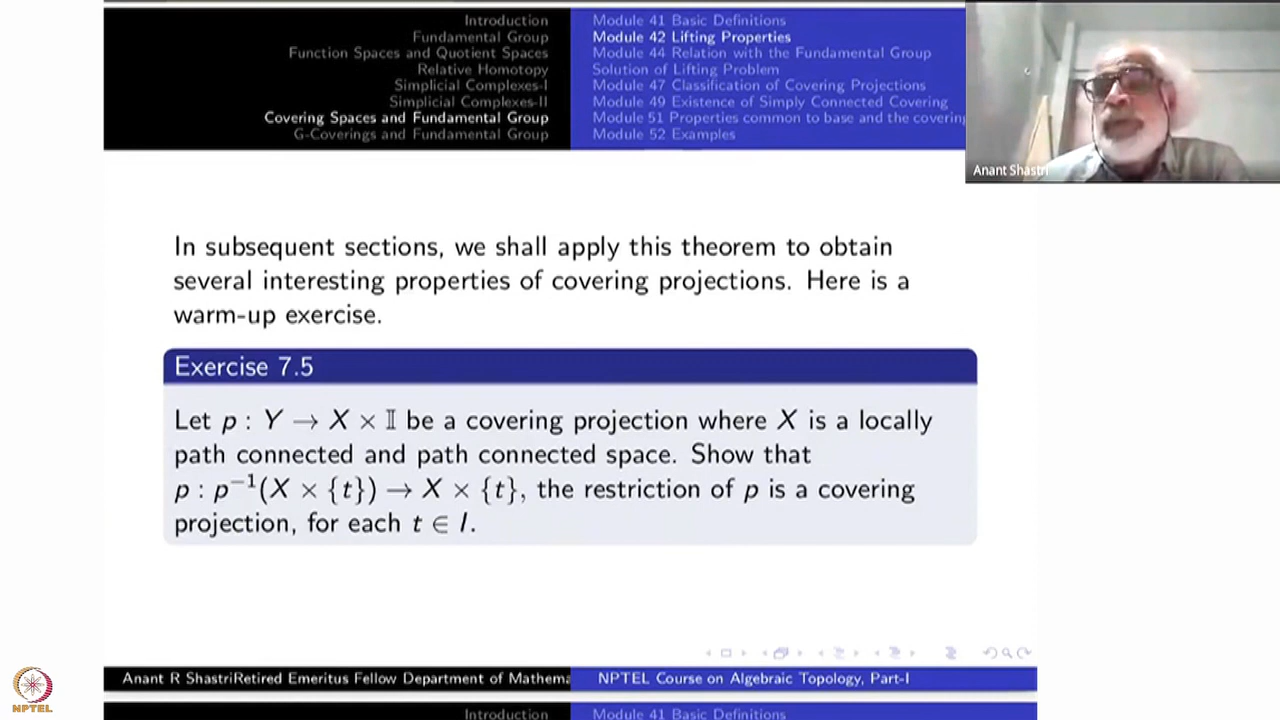 Introduction
Fundamental Group
Function Spaces and Quotient Spaces
Relative Homotopy
Simplicial Complexes-I
Simplicial Complexes-II
Covering Spaces and Fundamental Group
G-Coverings and Fundamental Group
Module 41 Basic Definitions
Module 42 Lifting Properties
Module 44 Relation with the Fundamental Group
Solution of Lifting Problem
Module 47 Classification of Covering Projections
Module 49 Existence of Simply Connected Covering
Module 51 Properties common to base and the covering
Module 52 Examples
Anant Shastri
In subsequent sections, we shall apply this theorem to obtain
several interesting properties of covering projections. Here is a
warm-up exercise.
Exercise 7.5
Let p : Y → X × 𝕀 be a covering projection where X is a locally
path connected and path connected space. Show that
p : p⁻¹(X × {t}) → X × {t}, the restriction of p is a covering
projection, for each t ∈ I.
Anant R ShastriRetired Emeritus Fellow Department of Mathema
NPTEL Course on Algebraic Topology, Part-I
NPTEL
Introduction
Module 41 Basic Definitions